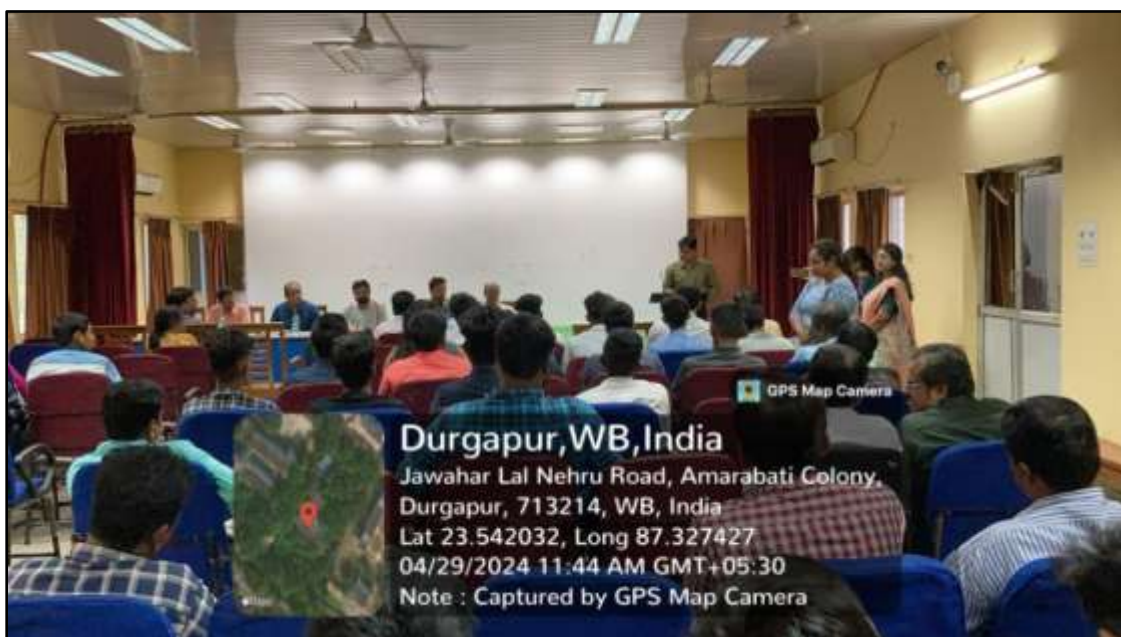 GPS Map Camera
Durgapur,WB,India
Jawahar Lal Nehru Road, Amarabati Colony,
Durgapur, 713214, WB, India
Lat 23.542032, Long 87.327427
04/29/2024 11:44 AM GMT+05:30
Note : Captured by GPS Map Camera